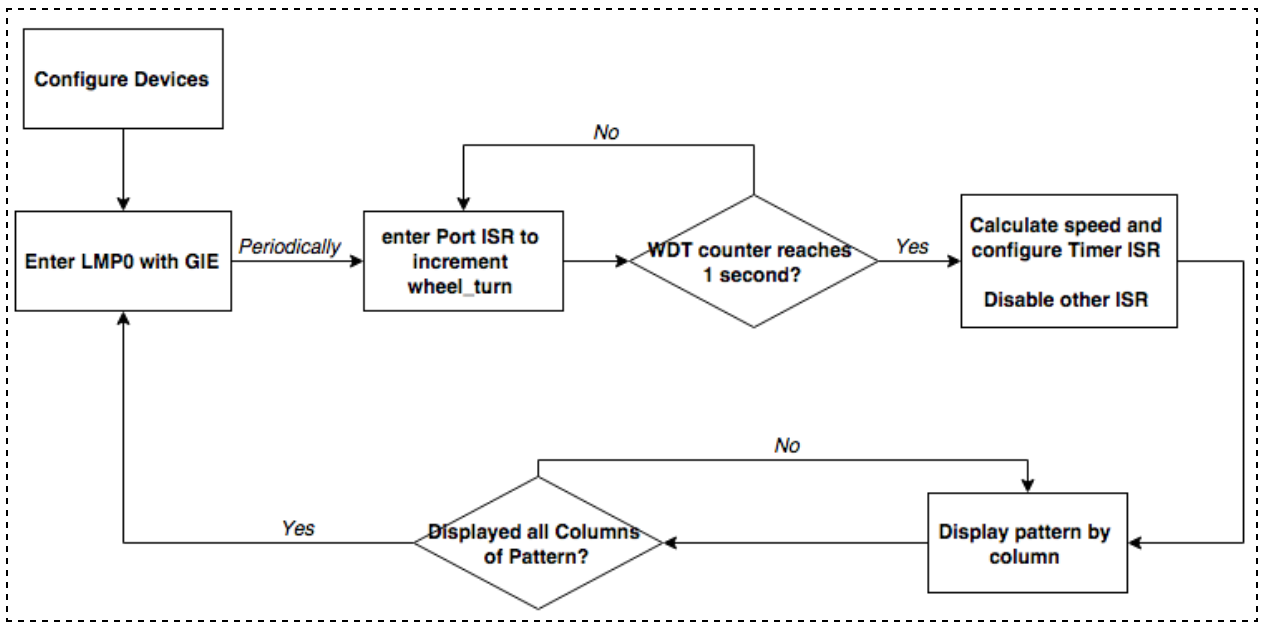 Configure Devices
No
Enter LMP0 with GIE
Periodically
enter Port ISR to
increment
wheel_turn
WDT counter reaches
1 second?
Yes
Calculate speed and
configure Timer ISR
Disable other ISR
No
Yes
Displayed all Columns
of Pattern?
Display pattern by
column